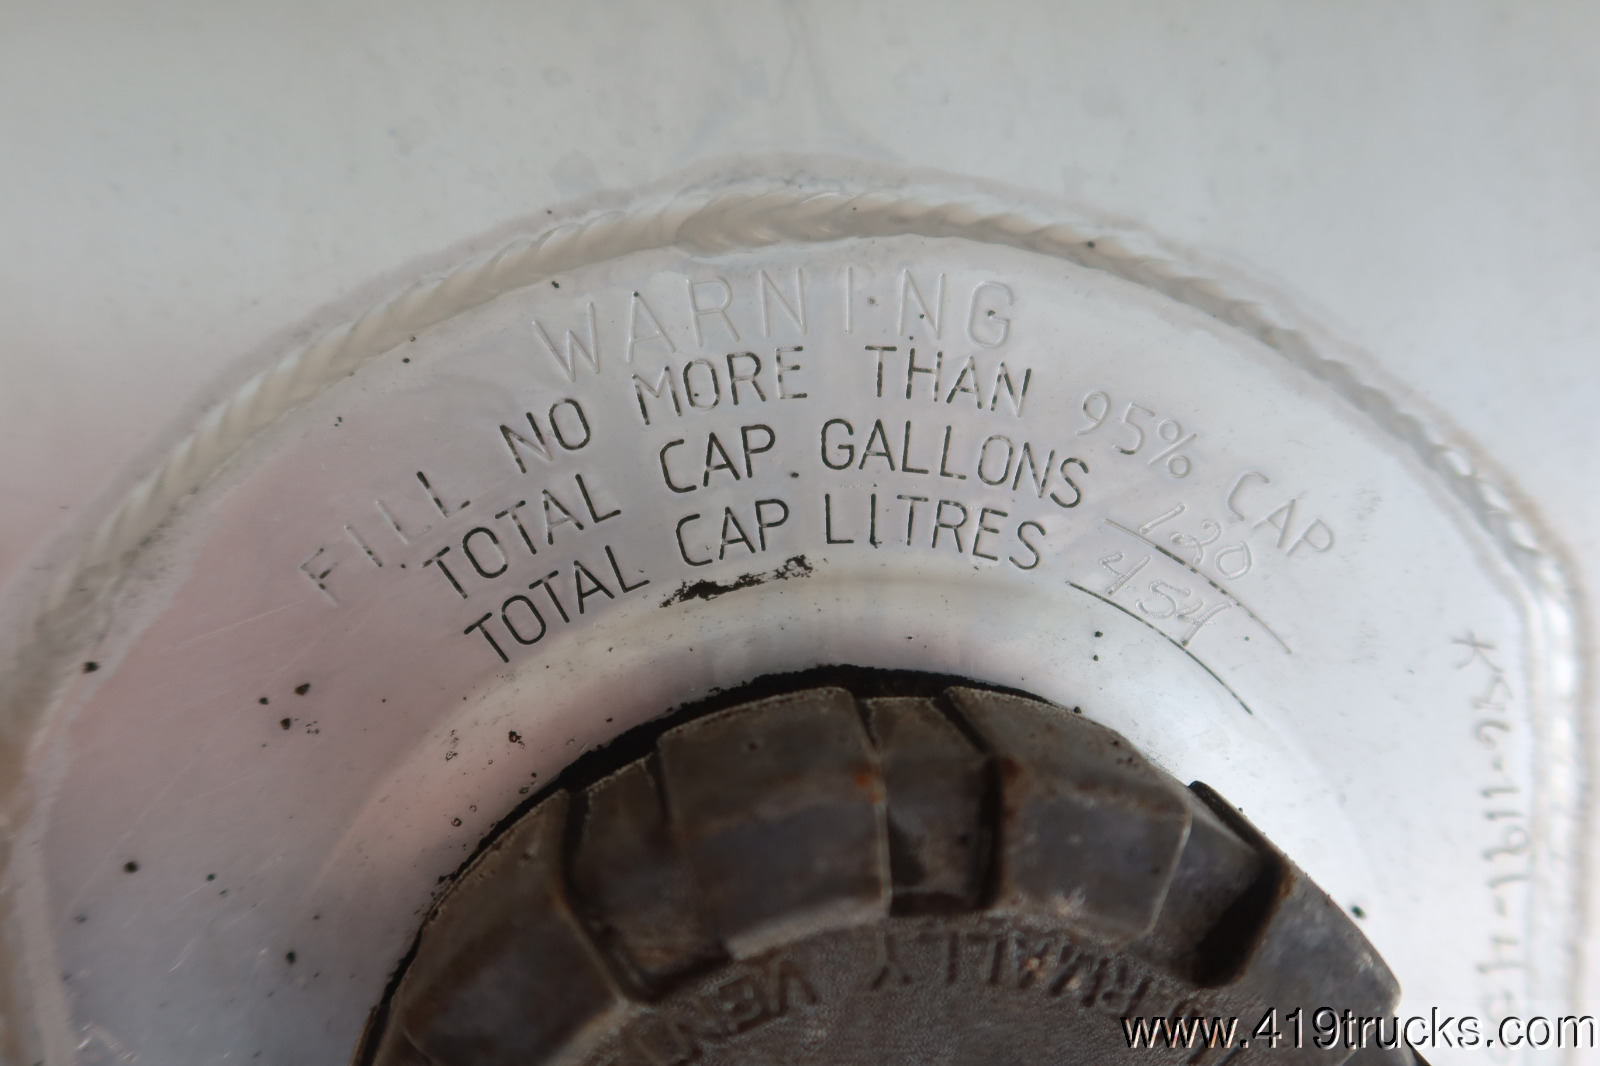 WARNING
FILL NO MORE THAN 95% CAP
TOTAL CAP. GALLONS 120
TOTAL CAP LITRES 454
www.419trucks.com